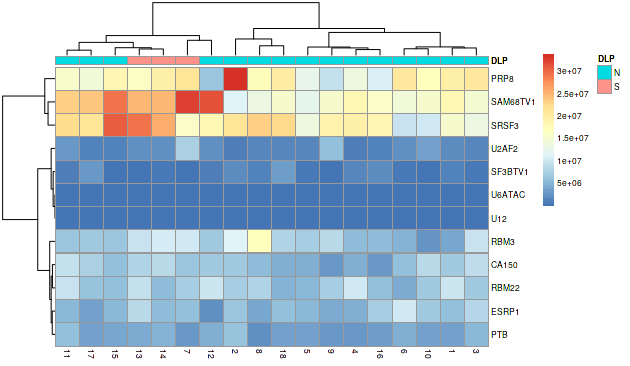 DLP
PRP8
SAM68TV1
SRSF3
U2AF2
SF3BTV1
U6ATAC
U12
RBM3
CA150
RBM22
ESRP1
PTB
11 17 15 13 14 7 12 2 8 18 5 9 4 16 6 10 1 3
3e+07
2.5e+07
2e+07
1.5e+07
1e+07
5e+06
DLP
N
S